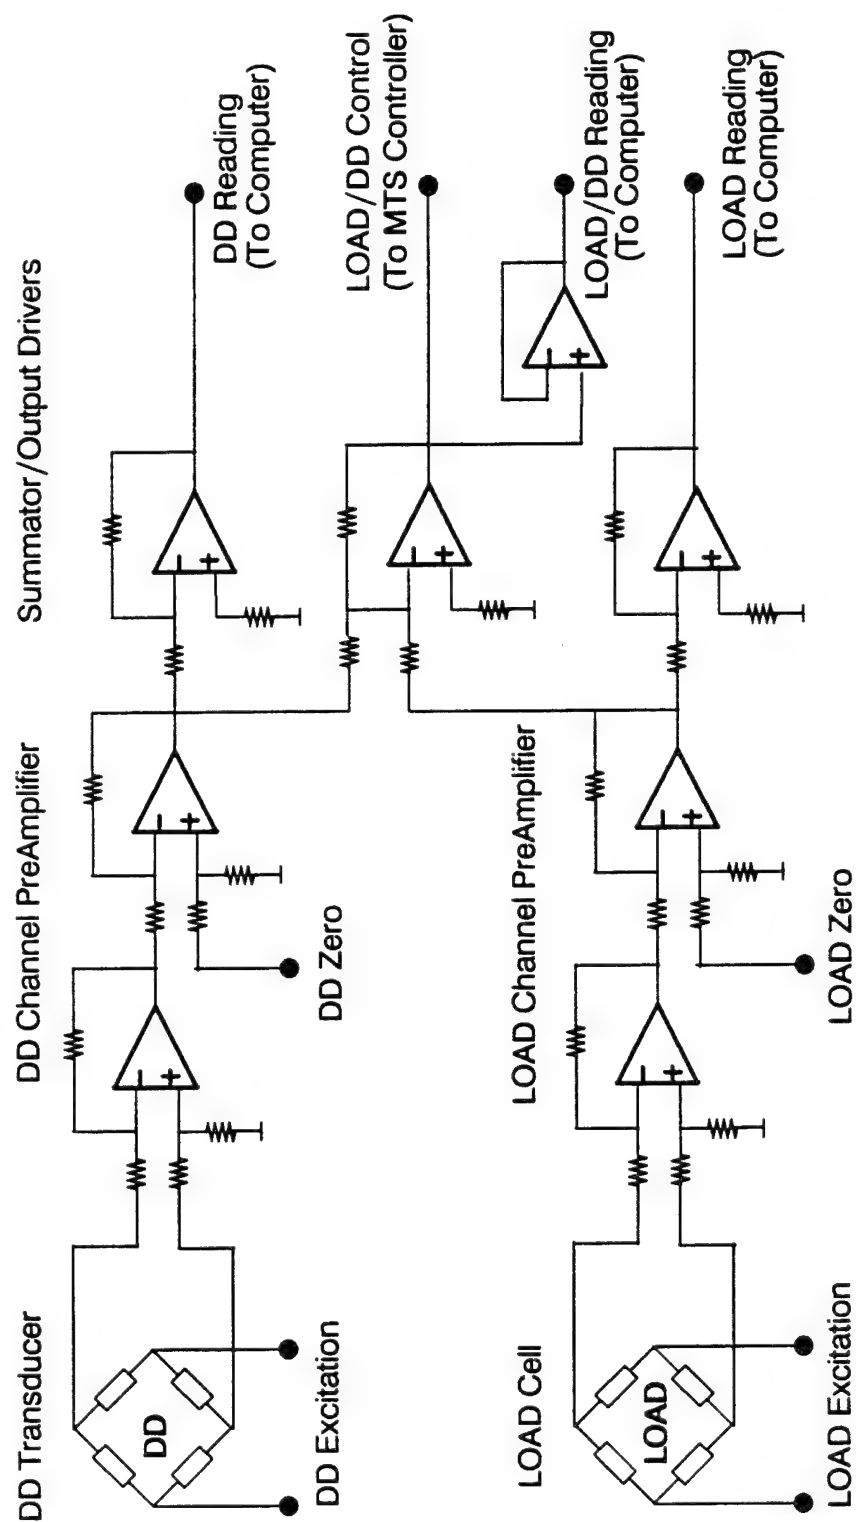 DD Transducer
DD Channel PreAmplifier
Summator/Output Drivers
DD
DD Excitation
DD Zero
DD Reading
(To Computer)
LOAD/DD Control
(To MTS Controller)
LOAD/DD Reading
(To Computer)
LOAD Cell
LOAD Channel PreAmplifier
LOAD
LOAD Excitation
LOAD Zero
LOAD Reading
(To Computer)
−
+
−
+
−
+
−
+
−
+
−
+
−
+
−
+